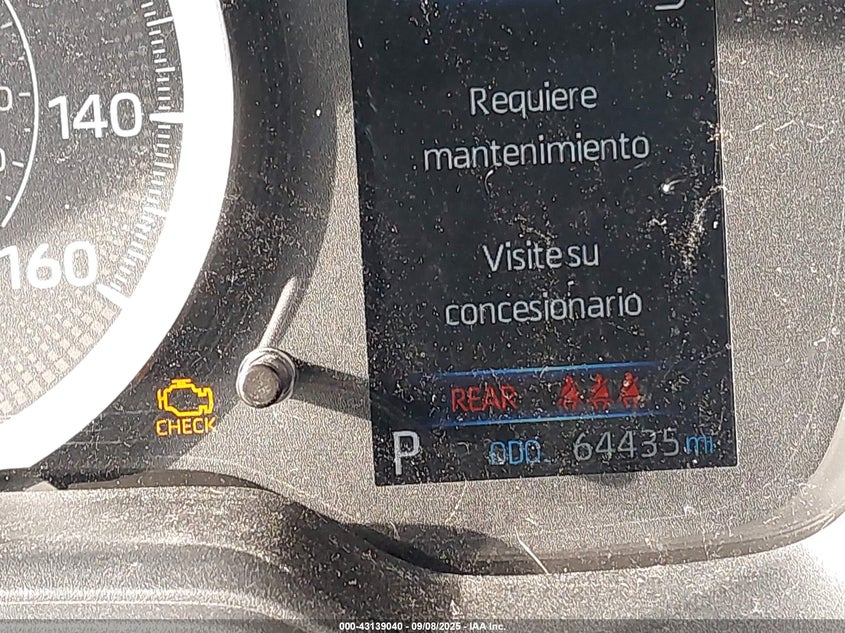 140
160
Requiere
mantenimiento
Visite su
concesionario
REAR
CHECK
P ODO 64435 mi
000-43139040 - 09/08/2025 - IAA Inc.